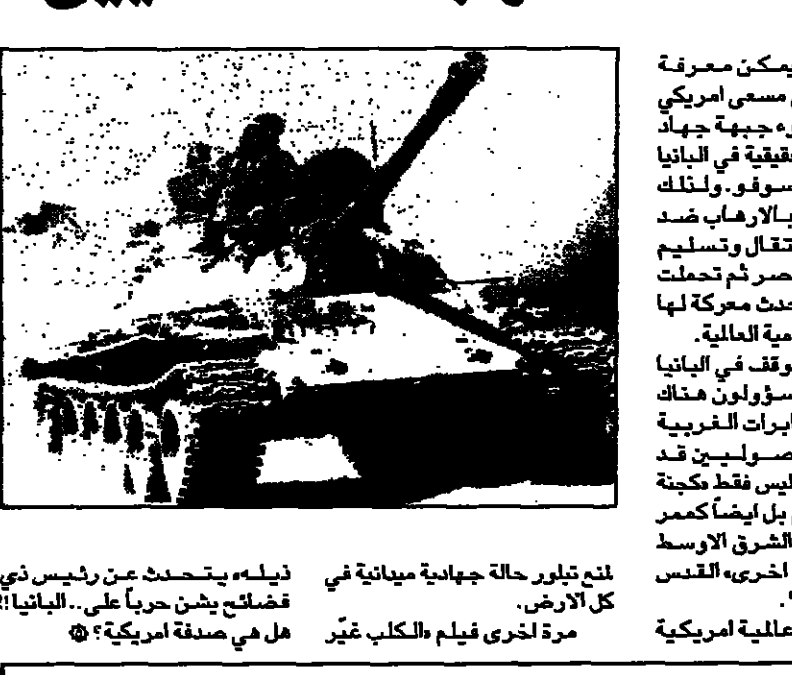 يمكن معرفة
مسعى امريكي
جبهة جهاد
في البانيا
سوفو. ولذلك
بالارهاب ضد
تقال وتسليم
صر ثم تحملت
حدث معركة لها
مية العالمية.
وقف في البانيا
سؤولون هناك
ابرات الغربية
صوليين قد
ليس فقط «كجنة
بل ايضاً كممر
الشرق الاوسط
اخرى» القدس
عالمية امريكية
لمنع تبلور حالة جهادية ميدانية في
كل الارض.
مرة اخرى فيلم «الكلب غيّر
ذيله» يتحدث عن رئيس ذي
فضائح يشن حرباً على.. البانيا!!
هل هي صدفة امريكية؟